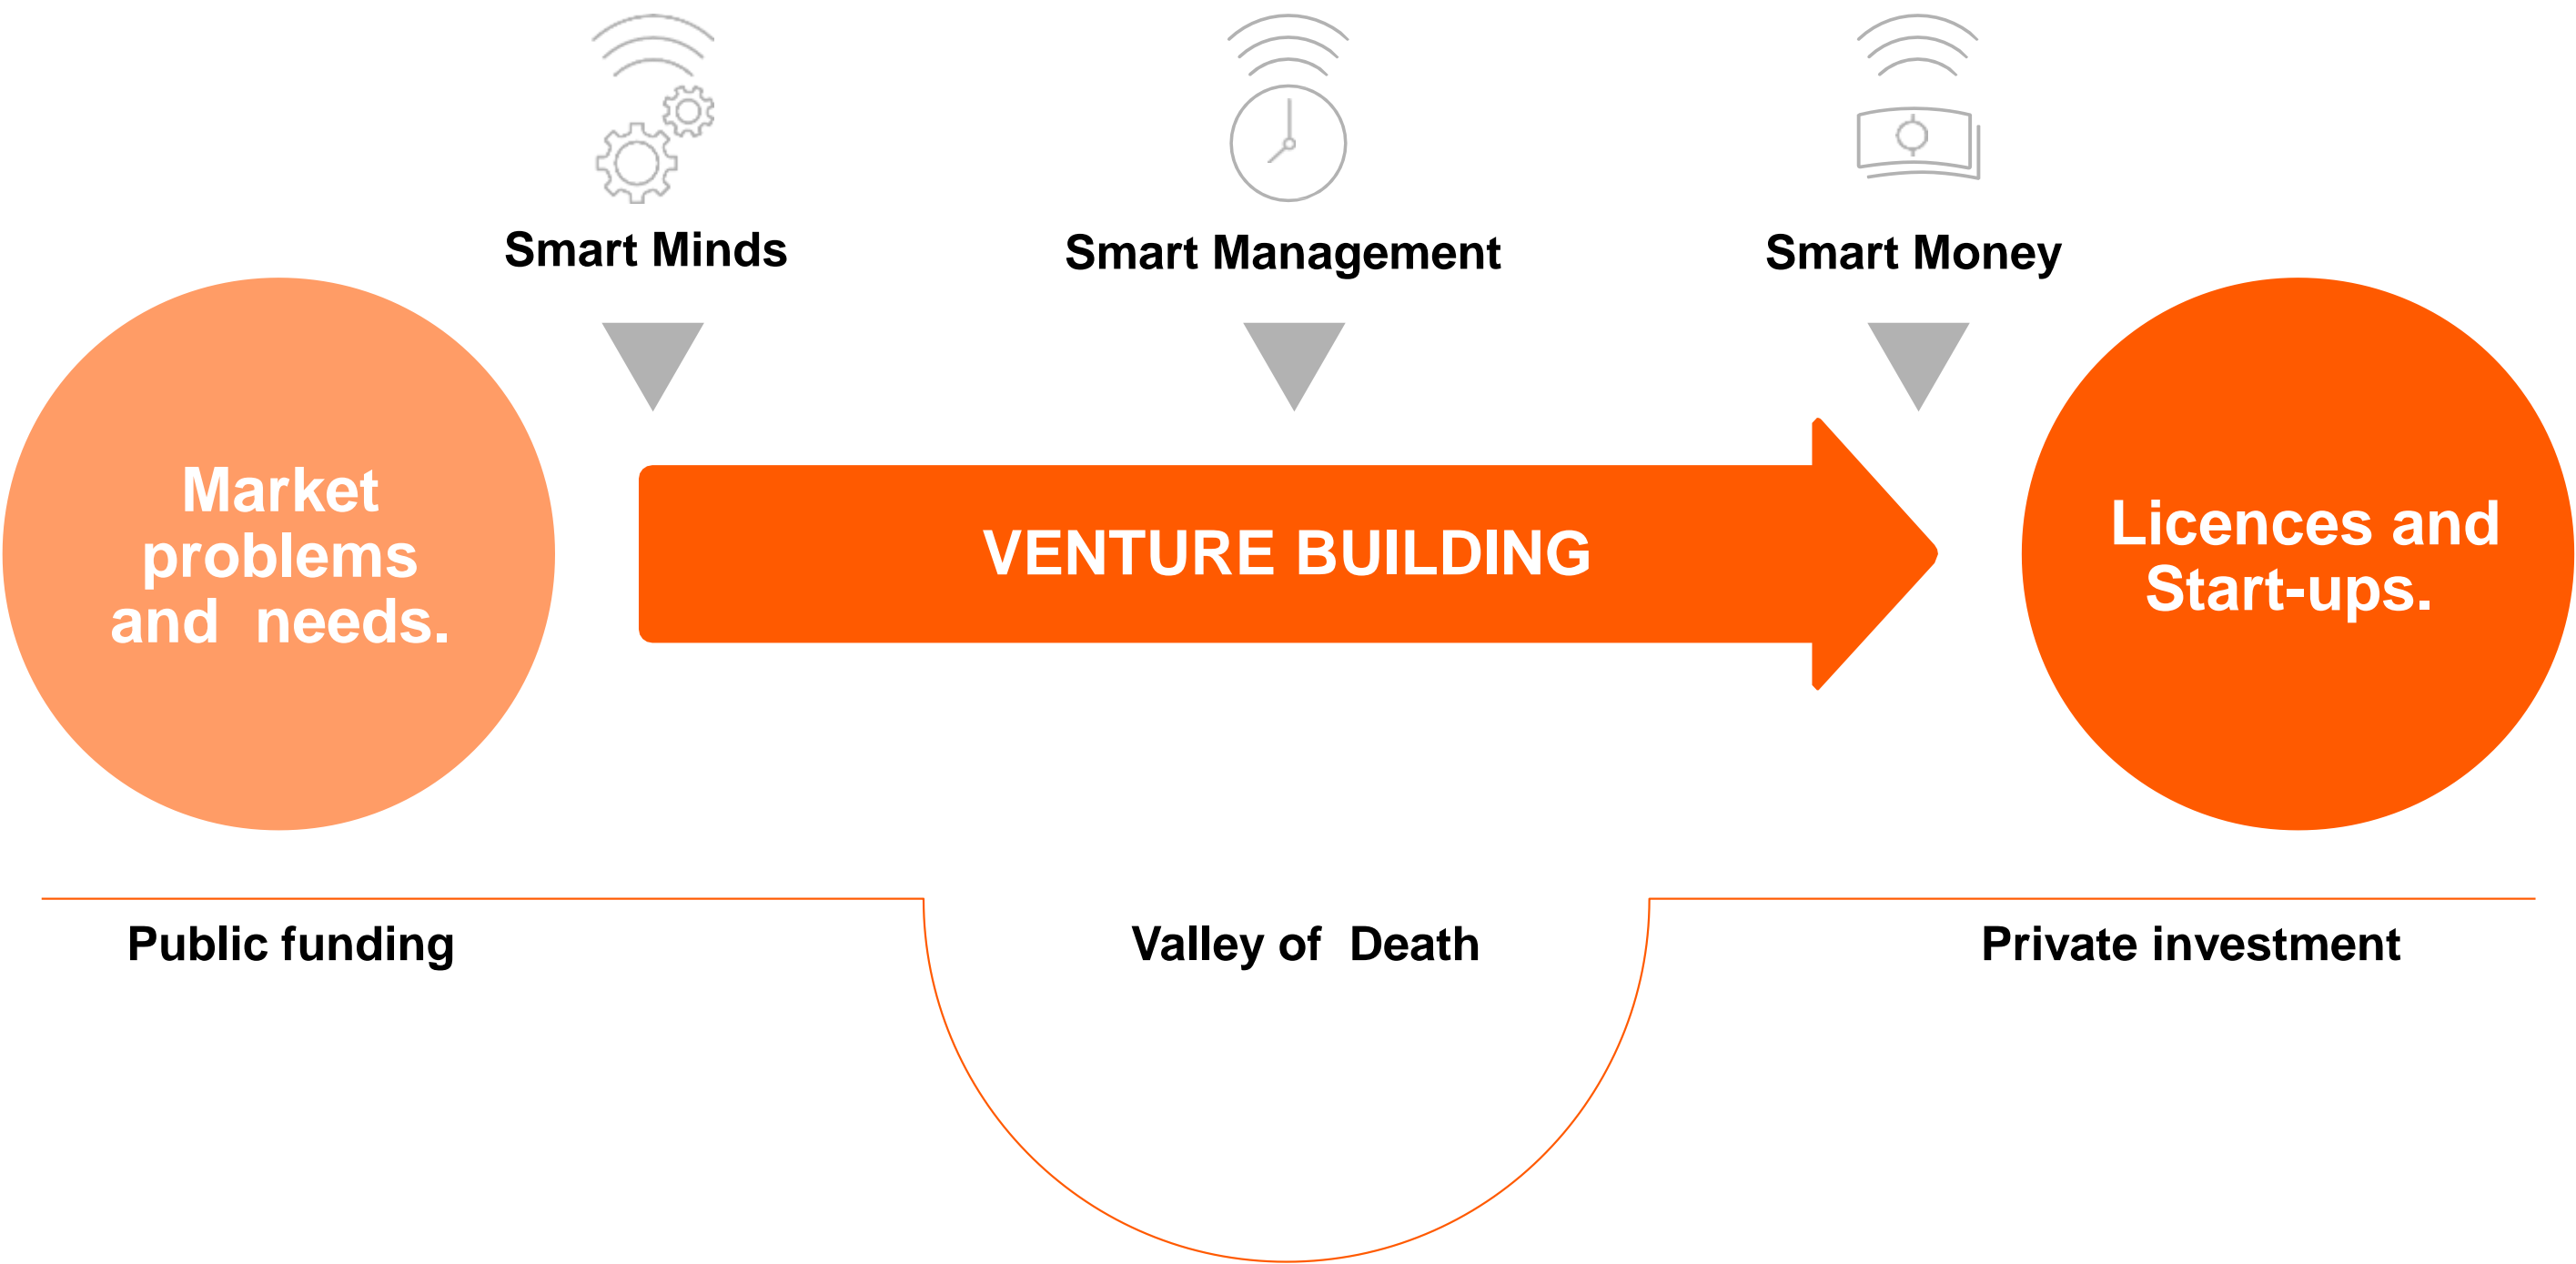 Smart Minds
Smart Management
Smart Money
Market
problems
and needs.
VENTURE BUILDING
Licences and
Start-ups.
Public funding
Valley of Death
Private investment